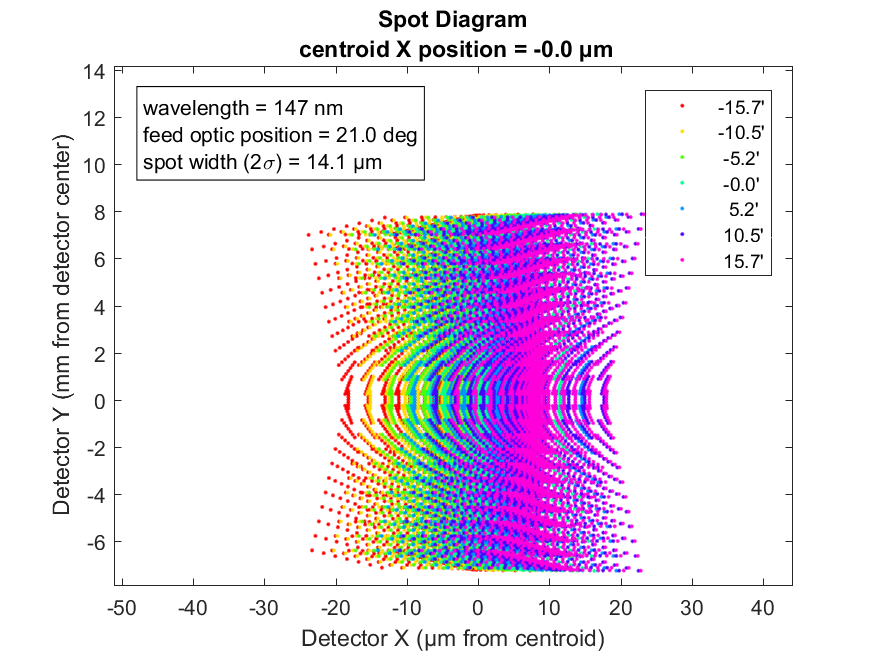 Spot Diagram
centroid X position = -0.0 µm
wavelength = 147 nm
feed optic position = 21.0 deg
spot width (2σ) = 14.1 µm
-15.7'
-10.5'
-5.2'
-0.0'
5.2'
10.5'
15.7'
Detector Y (mm from detector center)
14
12
10
8
6
4
2
0
-2
-4
-6
-50 -40 -30 -20 -10 0 10 20 30 40
Detector X (µm from centroid)